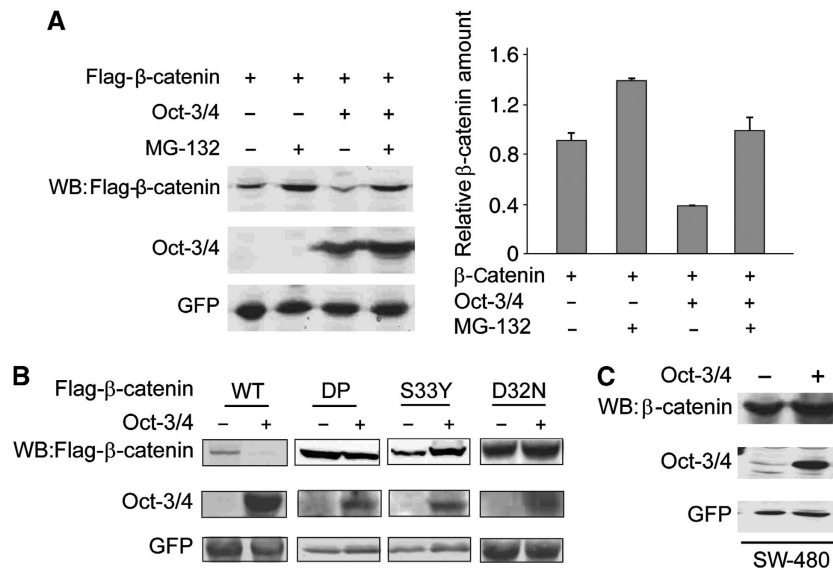 A
Flag-β-catenin + + + +
Oct-3/4 – – + +
MG-132 – + – +
WB:Flag-β-catenin
Oct-3/4
GFP
Relative β-catenin amount
1.6
1.2
0.8
0.4
0
β-Catenin + + + +
Oct-3/4 – – + +
MG-132 – + – +
B
Flag-β-catenin WT DP S33Y D32N
Oct-3/4 – + – + – + – +
WB:Flag-β-catenin
Oct-3/4
GFP
C
Oct-3/4 – +
WB:β-catenin
Oct-3/4
GFP
SW-480